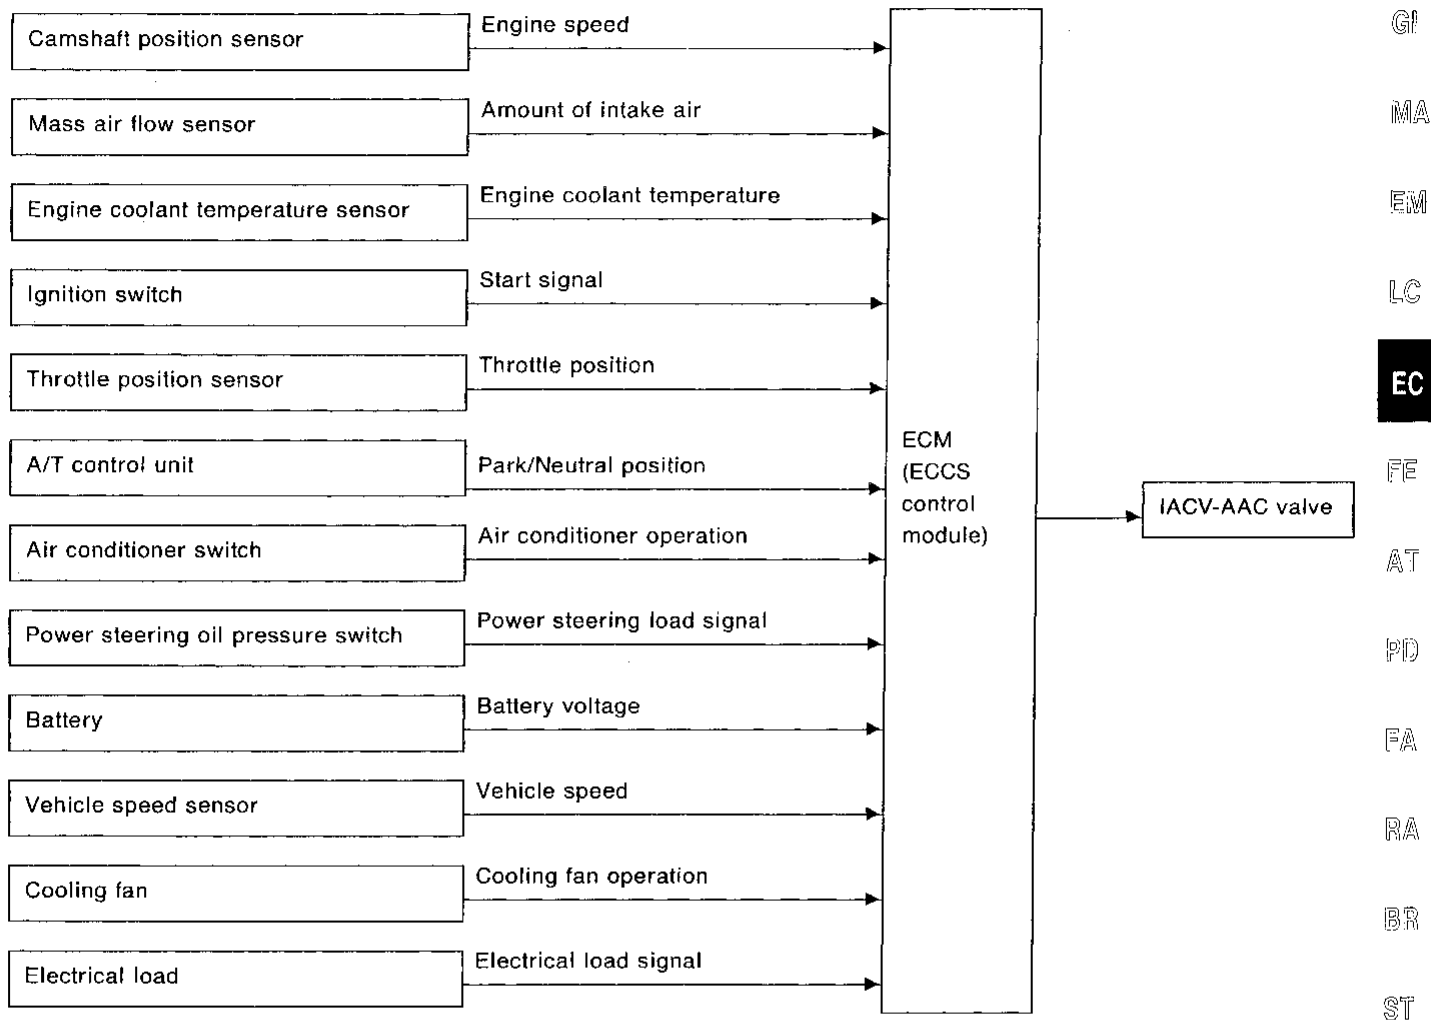 Camshaft position sensor
Engine speed
Mass air flow sensor
Amount of intake air
Engine coolant temperature sensor
Engine coolant temperature
Ignition switch
Start signal
Throttle position sensor
Throttle position
A/T control unit
Park/Neutral position
Air conditioner switch
Air conditioner operation
Power steering oil pressure switch
Power steering load signal
Battery
Battery voltage
Vehicle speed sensor
Vehicle speed
Cooling fan
Cooling fan operation
Electrical load
Electrical load signal
ECM
(ECCS
control
module)
IACV-AAC valve
GI
MA
EM
LC
EC
FE
AT
PD
FA
RA
BR
ST